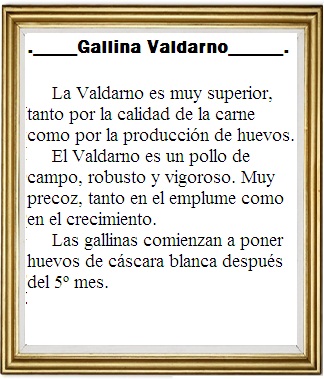 .____Gallina Valdarno_____.
La Valdarno es muy superior,
tanto por la calidad de la carne
como por la producción de huevos.
El Valdarno es un pollo de
campo, robusto y vigoroso. Muy
precoz, tanto en el emplume como
en el crecimiento.
Las gallinas comienzan a poner
huevos de cáscara blanca después
del 5º mes.